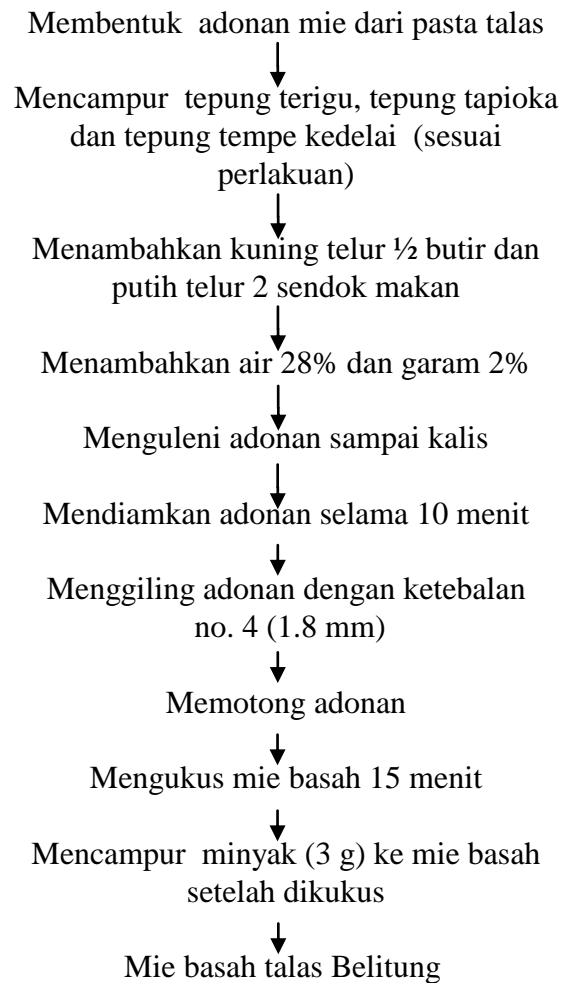 Membentuk adonan mie dari pasta talas
Mencampur tepung terigu, tepung tapioka
dan tepung tempe kedelai (sesuai
perlakuan)
Menambahkan kuning telur ½ butir dan
putih telur 2 sendok makan
Menambahkan air 28% dan garam 2%
Menguleni adonan sampai kalis
Mendiamkan adonan selama 10 menit
Menggiling adonan dengan ketebalan
no. 4 (1.8 mm)
Memotong adonan
Mengukus mie basah 15 menit
Mencampur minyak (3 g) ke mie basah
setelah dikukus
Mie basah talas Belitung